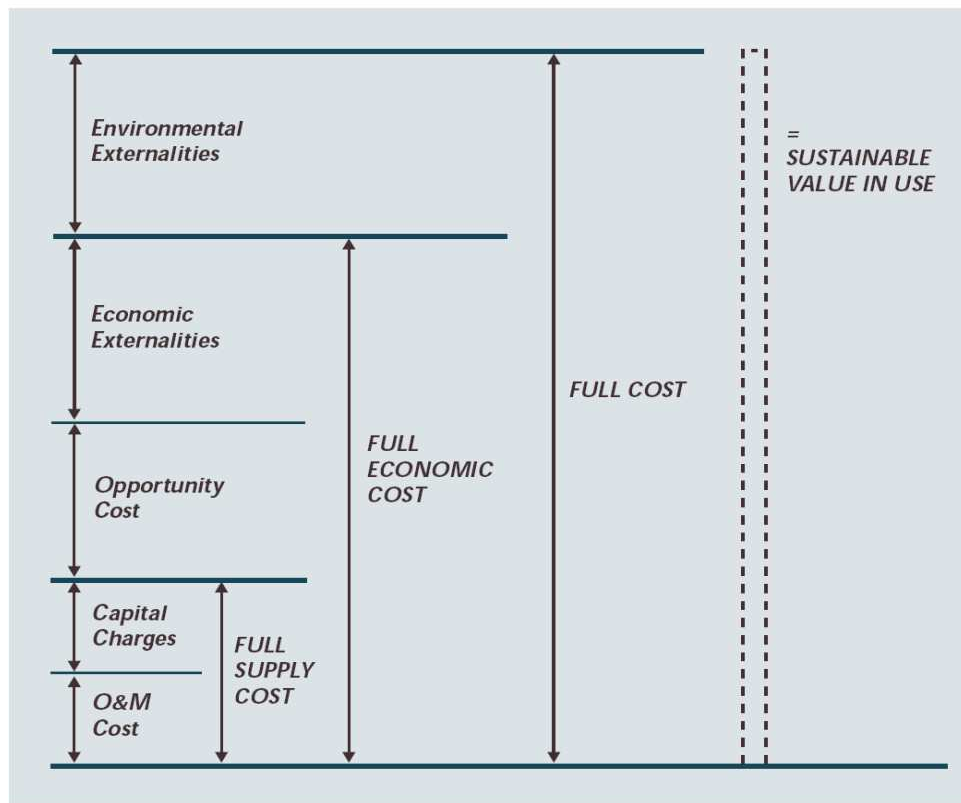 Environmental
Externalities
=
SUSTAINABLE
VALUE IN USE
Economic
Externalities
FULL COST
FULL
ECONOMIC
COST
Opportunity
Cost
Capital
Charges
FULL
SUPPLY
COST
O&M
Cost